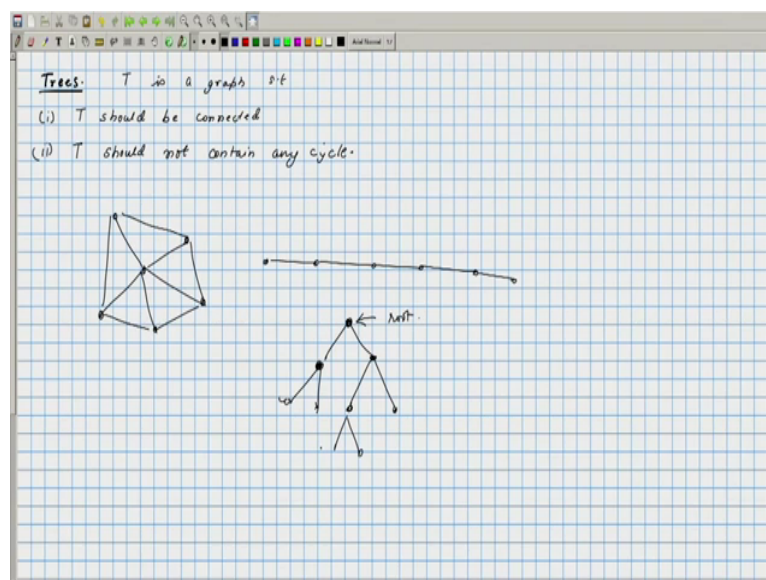 Trees. T is a graph s.t
(i) T should be connected
(ii) T should not contain any cycle.
root.